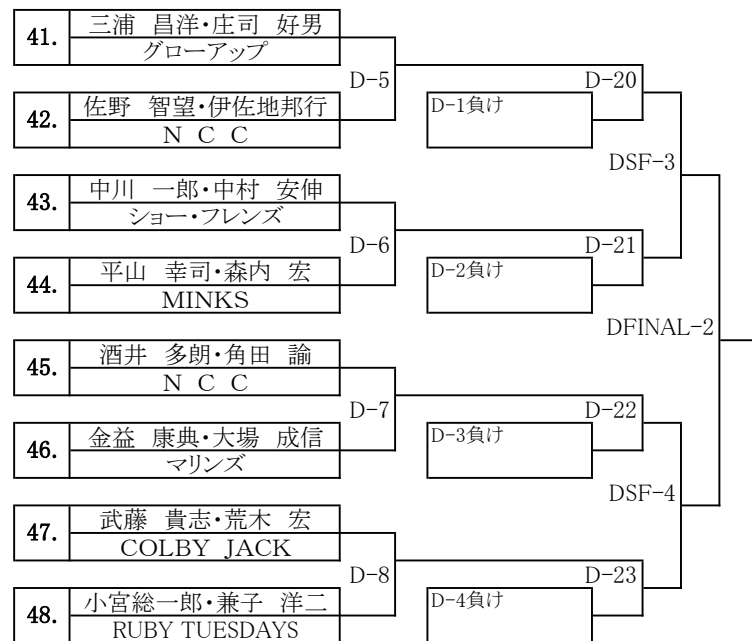 41.
三浦 昌洋・庄司 好男
グローアップ
D-5
D-20
42.
佐野 智望・伊佐地邦行
N C C
D-1負け
DSF-3
43.
中川 一郎・中村 安伸
ショー・フレンズ
D-6
D-21
44.
平山 幸司・森内 宏
MINKS
D-2負け
DFINAL-2
45.
酒井 多朗・角田 諭
N C C
D-7
D-22
46.
金益 康典・大場 成信
マリンズ
D-3負け
DSF-4
47.
武藤 貴志・荒木 宏
COLBY JACK
D-8
D-23
48.
小宮総一郎・兼子 洋二
RUBY TUESDAYS
D-4負け